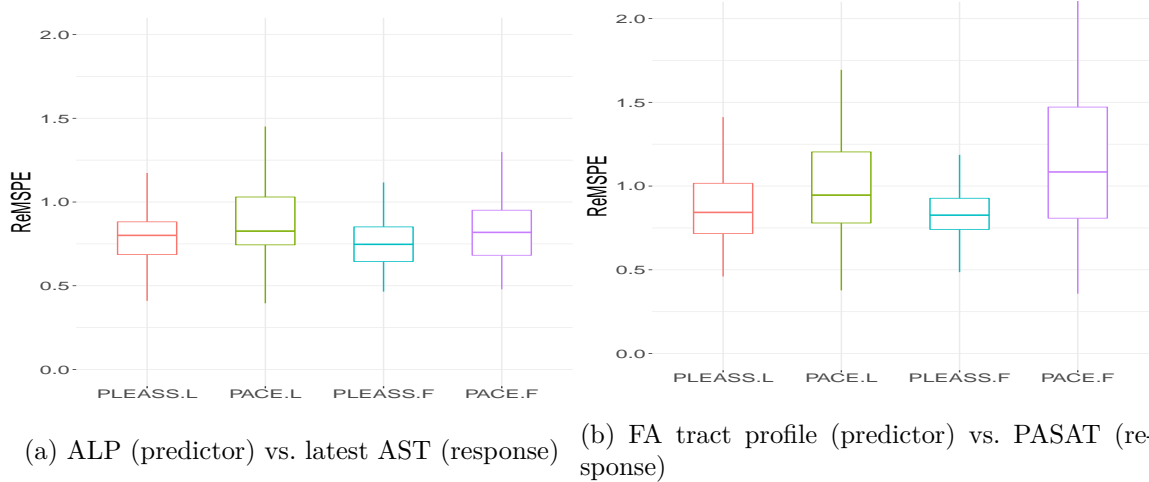 2.0
1.5
1.0
0.5
0.0
ReMSPE
PLEASS.L PACE.L PLEASS.F PACE.F
(a) ALP (predictor) vs. latest AST (response)
2.0
1.5
1.0
0.5
0.0
ReMSPE
PLEASS.L PACE.L PLEASS.F PACE.F
(b) FA tract profile (predictor) vs. PASAT (re-
sponse)